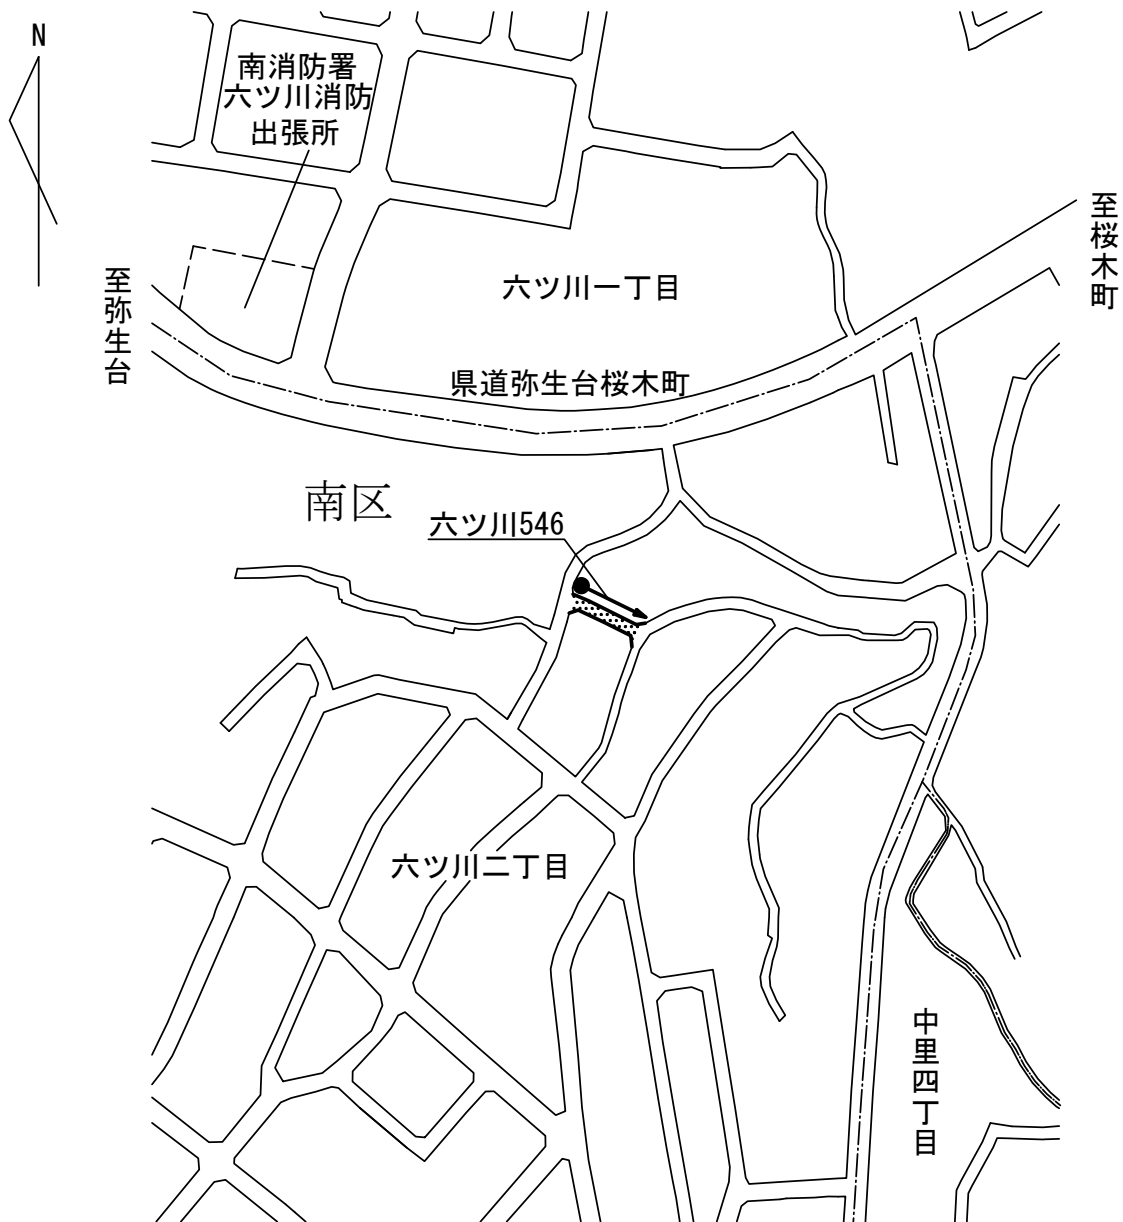 N
南消防署
六ツ川消防
出張所
至桜木町
至弥生台
六ツ川一丁目
県道弥生台桜木町
南区
六ツ川546
六ツ川二丁目
中里四丁目